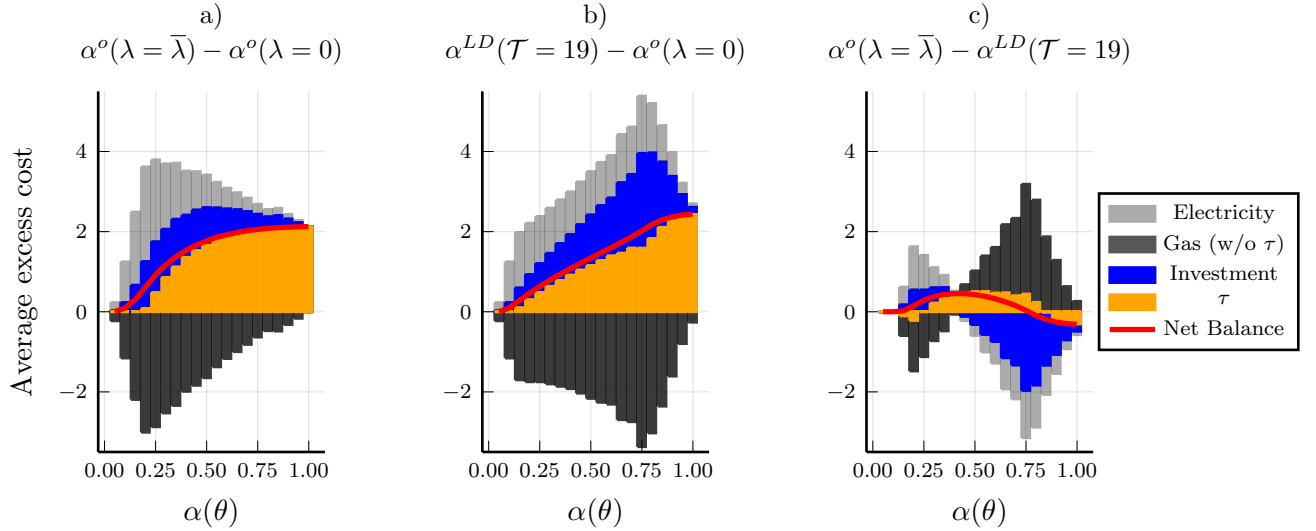 a)
α^o(λ = λ̅) − α^o(λ = 0)
b)
α^{LD}(𝒯 = 19) − α^o(λ = 0)
c)
α^o(λ = λ̅) − α^{LD}(𝒯 = 19)
Average excess cost
4
2
0
−2
0.00 0.25 0.50 0.75 1.00
α(θ)
4
2
0
−2
0.00 0.25 0.50 0.75 1.00
α(θ)
4
2
0
−2
0.00 0.25 0.50 0.75 1.00
α(θ)
Electricity
Gas (w/o τ)
Investment
τ
Net Balance